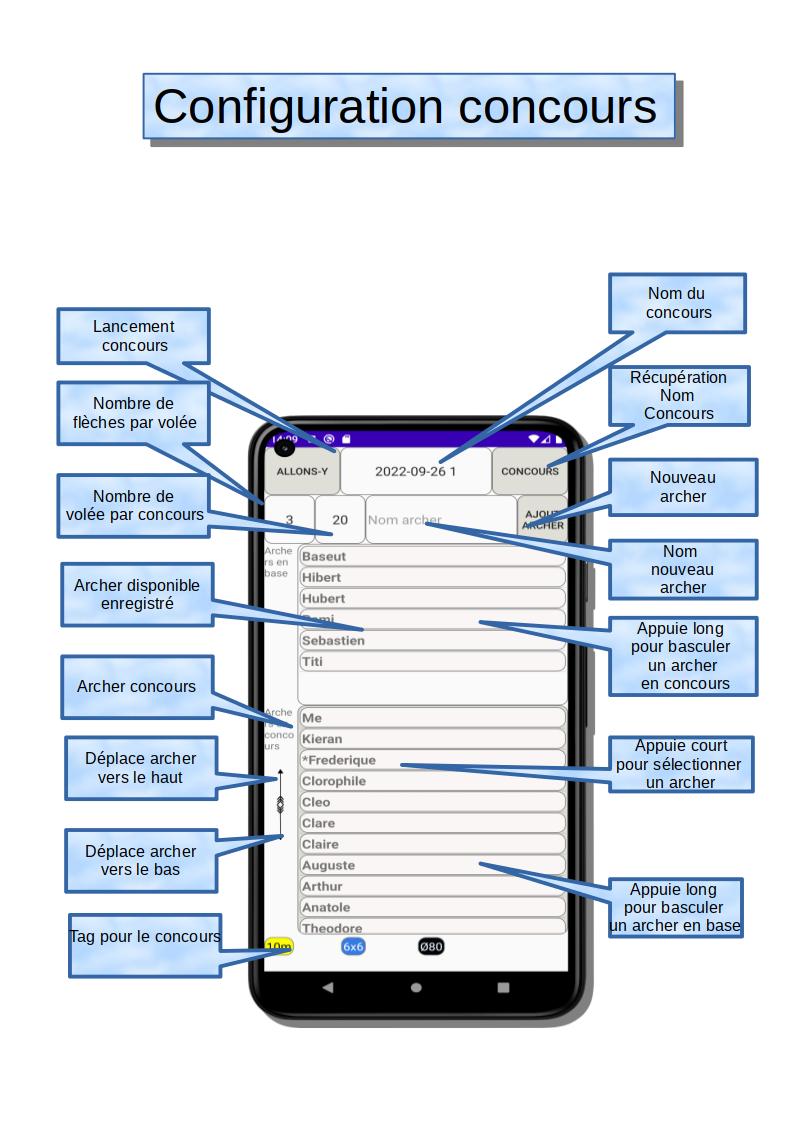 Configuration concours
Nom du
concours
Lancement
concours
Récupération
Nom
Concours
Nombre de
flèches par volée
14:09
ALLONS-Y
2022-09-26 1
CONCOURS
Nouveau
archer
Nombre de
volée par concours
3
20
Nom archer
AJOUT
ARCHER
Nom
nouveau
archer
Arche
rs en
base
Baseut
Hibert
Hubert
Sebastien
Titi
Archer disponible
enregistré
Appuie long
pour basculer
un archer
en concours
Archer concours
Arche
conco
urs
Me
Kieran
*Frederique
Clorophile
Cleo
Clare
Claire
Auguste
Arthur
Anatole
Theodore
Déplace archer
vers le haut
Appuie court
pour sélectionner
un archer
Déplace archer
vers le bas
Appuie long
pour basculer
un archer en base
Tag pour le concours
10m
6x6
Ø80